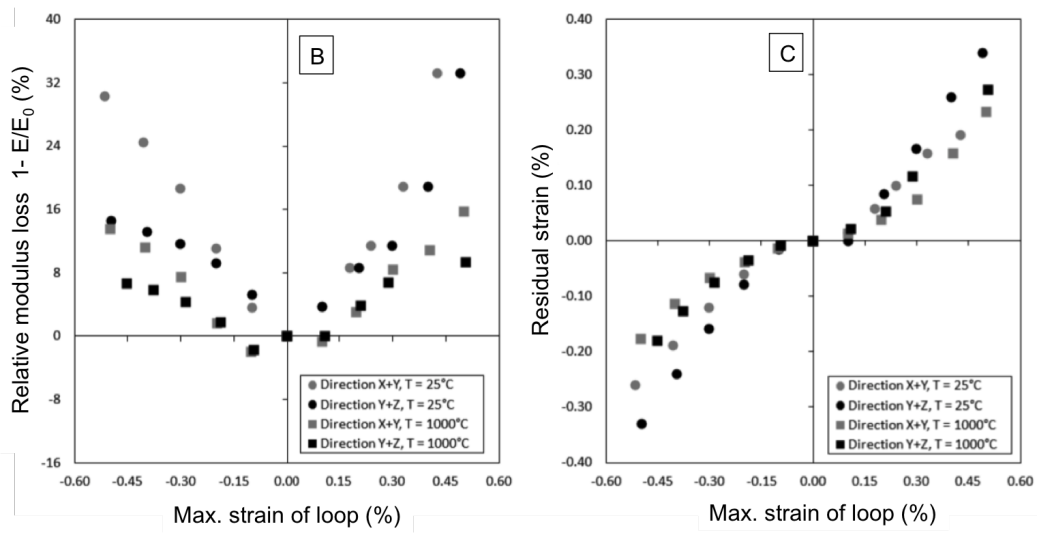 B
Relative modulus loss 1- E/E0 (%)
40
32
24
16
8
0
-8
-16
-0.60
-0.45
-0.30
-0.15
0.00
0.15
0.30
0.45
0.60
Max. strain of loop (%)
Direction X+Y, T = 25°C
Direction Y+Z, T = 25°C
Direction X+Y, T = 1000°C
Direction Y+Z, T = 1000°C
C
Residual strain (%)
0.40
0.30
0.20
0.10
0.00
-0.10
-0.20
-0.30
-0.40
-0.60
-0.45
-0.30
-0.15
0.00
0.15
0.30
0.45
0.60
Max. strain of loop (%)
Direction X+Y, T = 25°C
Direction Y+Z, T = 25°C
Direction X+Y, T = 1000°C
Direction Y+Z, T = 1000°C